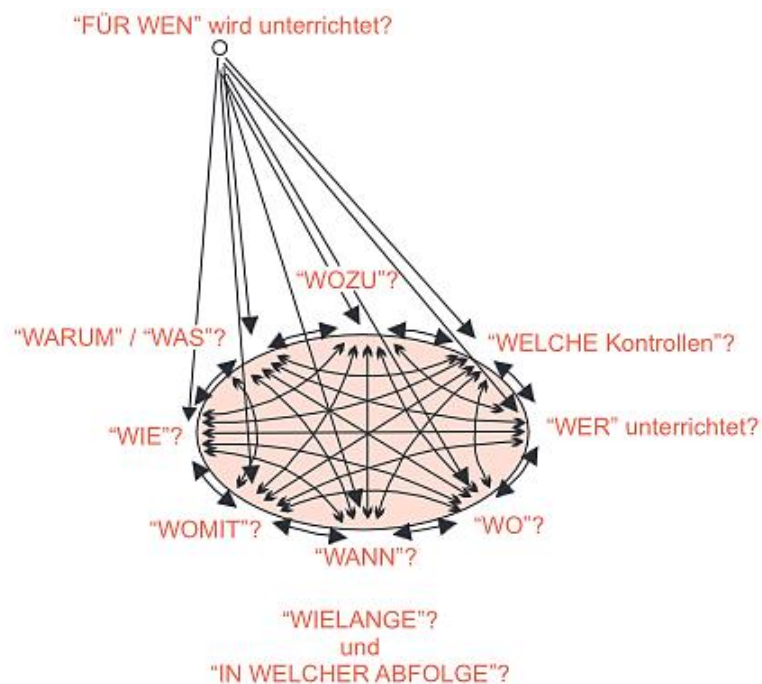 “FÜR WEN” wird unterrichtet?
“WOZU”?
“WARUM” / “WAS”?
“WELCHE Kontrollen”?
“WIE”?
“WER” unterrichtet?
“WOMIT”?
“WO”?
“WANN”?
“WIELANGE”?
und
“IN WELCHER ABFOLGE”?